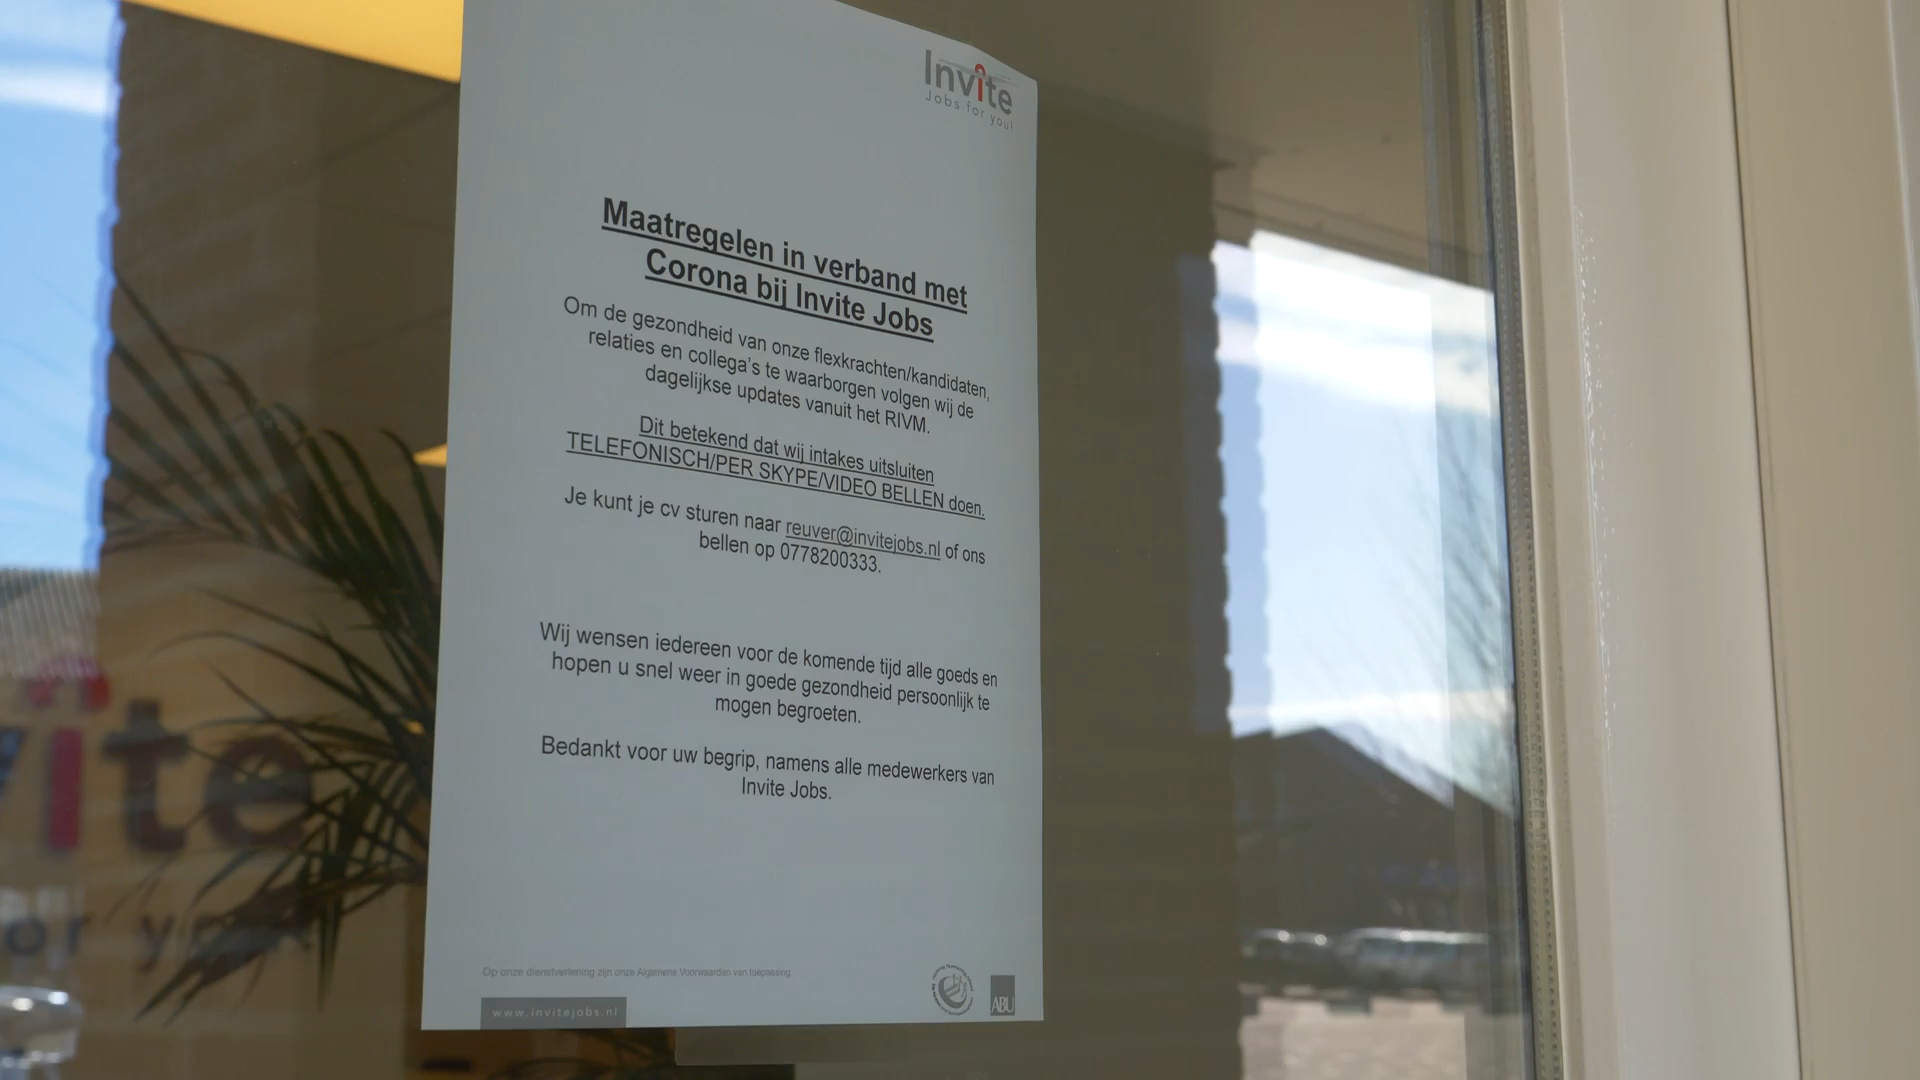 Invite
Jobs for you!
Maatregelen in verband met
Corona bij Invite Jobs
Om de gezondheid van onze flexkrachten/kandidaten,
relaties en collega's te waarborgen volgen wij de
dagelijkse updates vanuit het RIVM.
Dit betekend dat wij intakes uitsluiten
TELEFONISCH/PER SKYPE/VIDEO BELLEN doen.
Je kunt je cv sturen naar reuver@invitejobs.nl of ons
bellen op 0778200333.
Wij wensen iedereen voor de komende tijd alle goeds en
hopen u snel weer in goede gezondheid persoonlijk te
mogen begroeten.
Bedankt voor uw begrip, namens alle medewerkers van
Invite Jobs.
Op onze dienstverlening zijn onze Algemene Voorwaarden van toepassing
www.invitejobs.nl
ABU
vite
or you